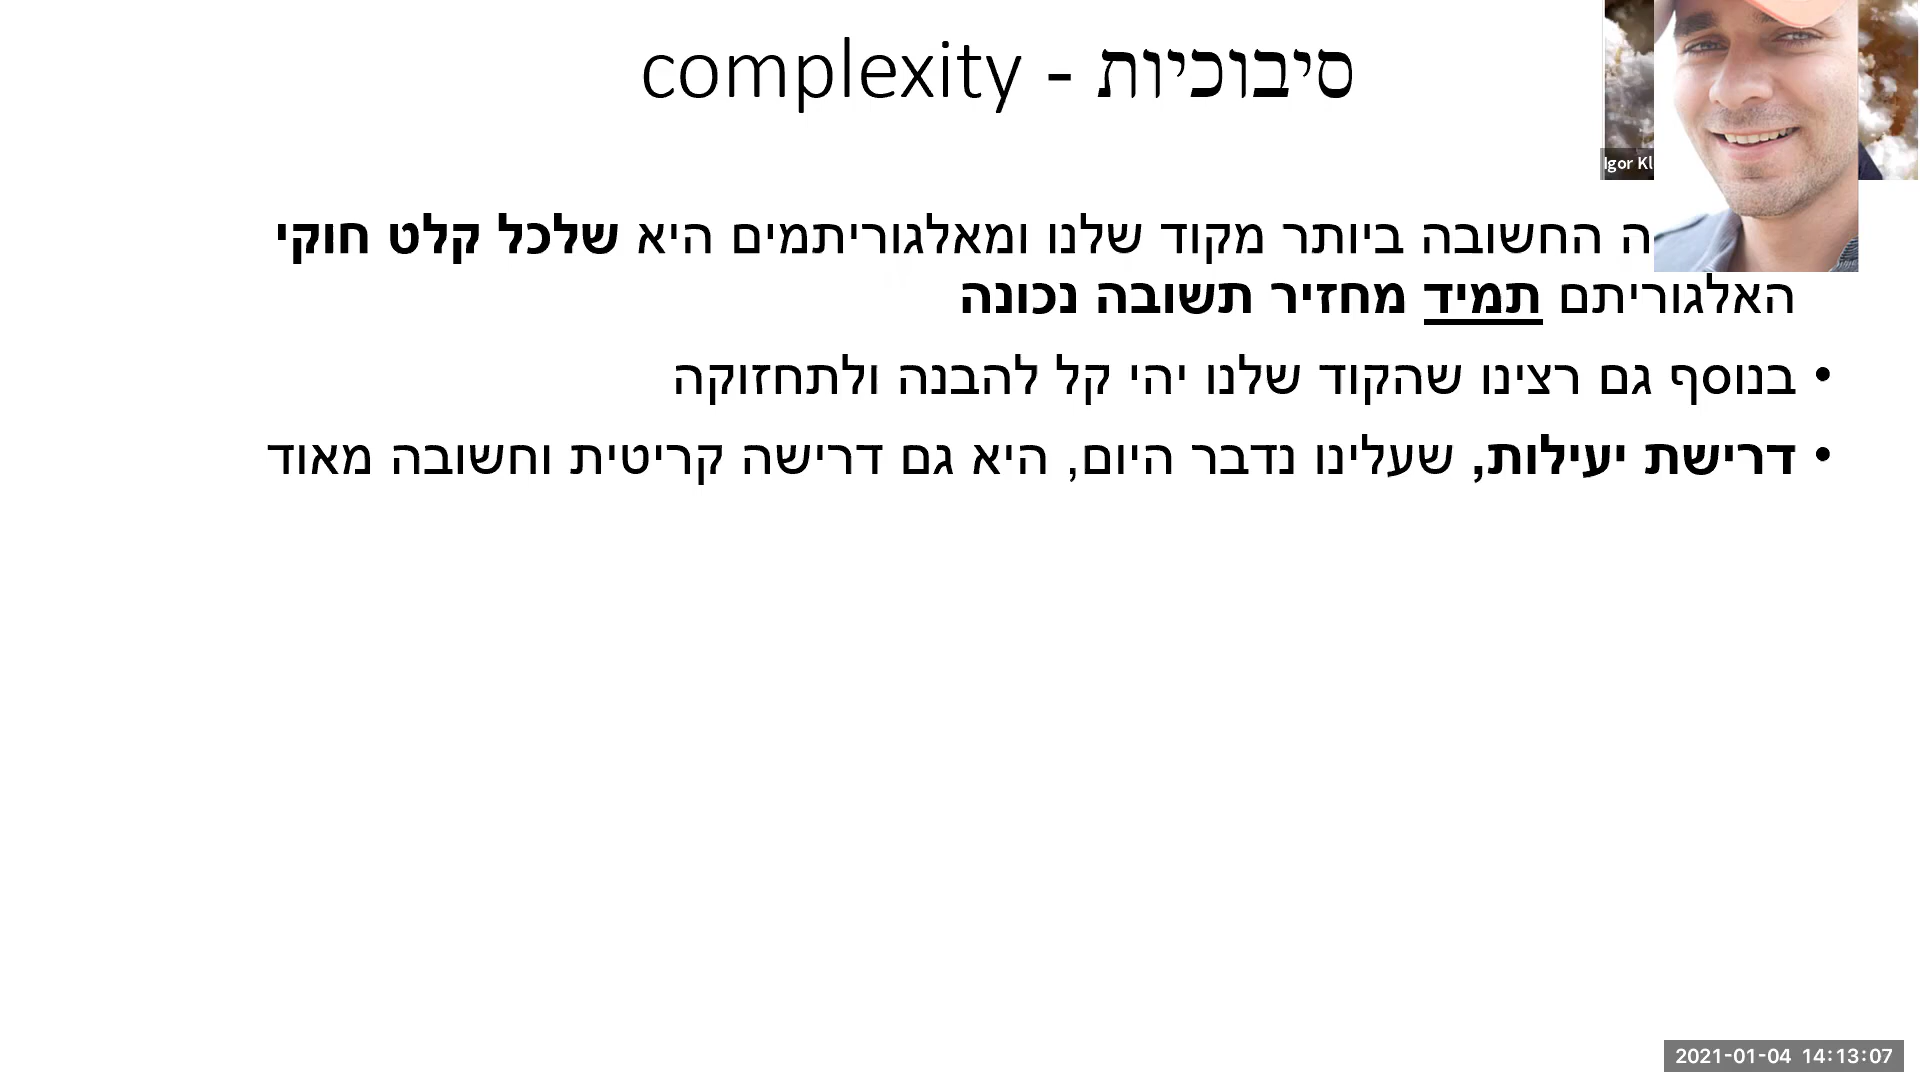 סיבוכיות - complexity
Igor Kl
החשובה ביותר מקוד שלנו ומאלגוריתמים היא שלכל קלט חוקי
האלגוריתם תמיד מחזיר תשובה נכונה
• בנוסף גם רצינו שהקוד שלנו יהי קל להבנה ולתחזוקה
• דרישת יעילות, שעלינו נדבר היום, היא גם דרישה קריטית וחשובה מאוד
2021-01-04 14:13:07